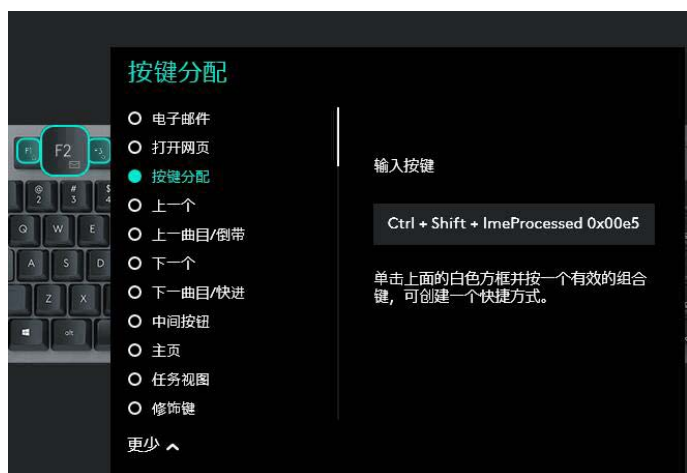 按键分配
电子邮件
打开网页
按键分配
上一个
上一曲目/倒带
下一个
下一曲目/快进
中间按钮
主页
任务视图
修饰键
更少
输入按键
Ctrl + Shift + ImeProcessed 0x00e5
单击上面的白色方框并按一个有效的组合
键，可创建一个快捷方式。
F1
F2
@
2
#
3
$
4
Q
W
E
A
S
D
Z
X
alt